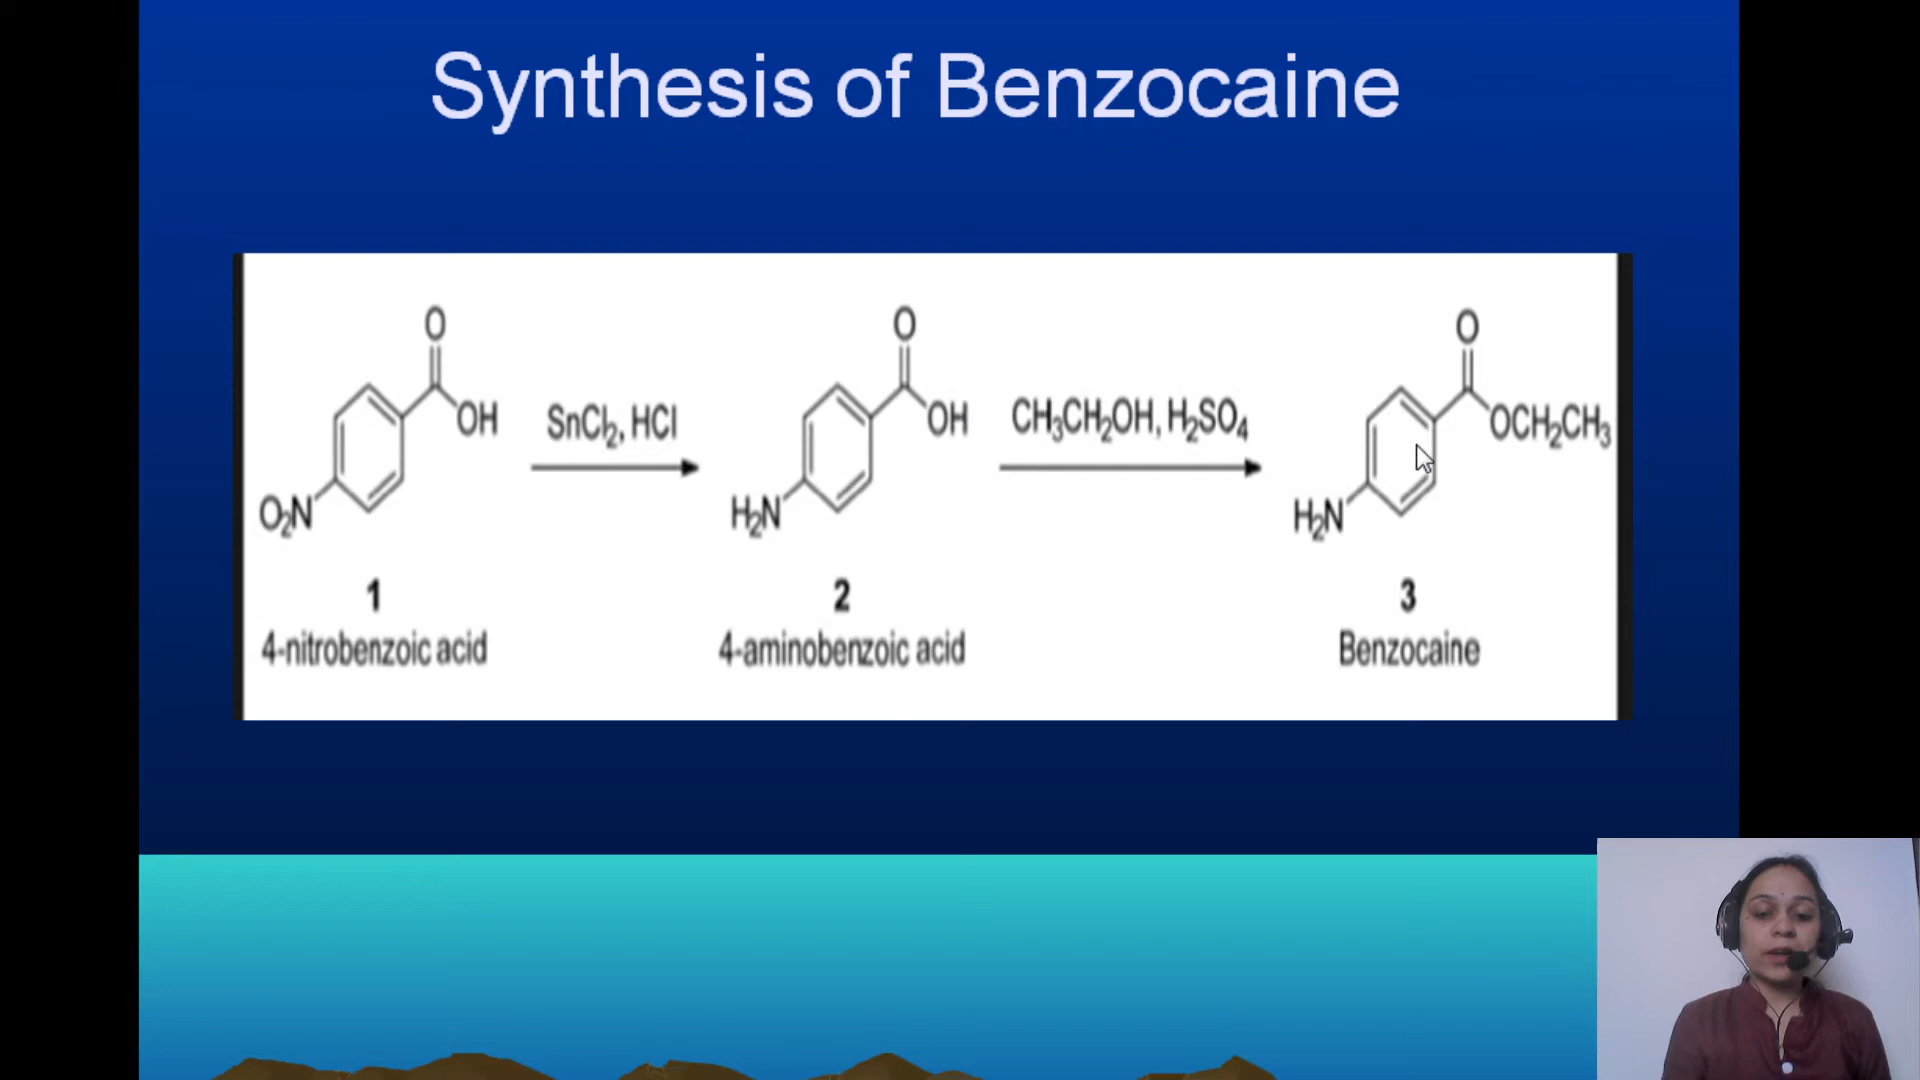 Synthesis of Benzocaine
O
O
O
OH
SnCl₂, HCl
OH
CH₃CH₂OH, H₂SO₄
OCH₂CH₃
O₂N
H₂N
H₂N
1
2
3
4-nitrobenzoic acid
4-aminobenzoic acid
Benzocaine